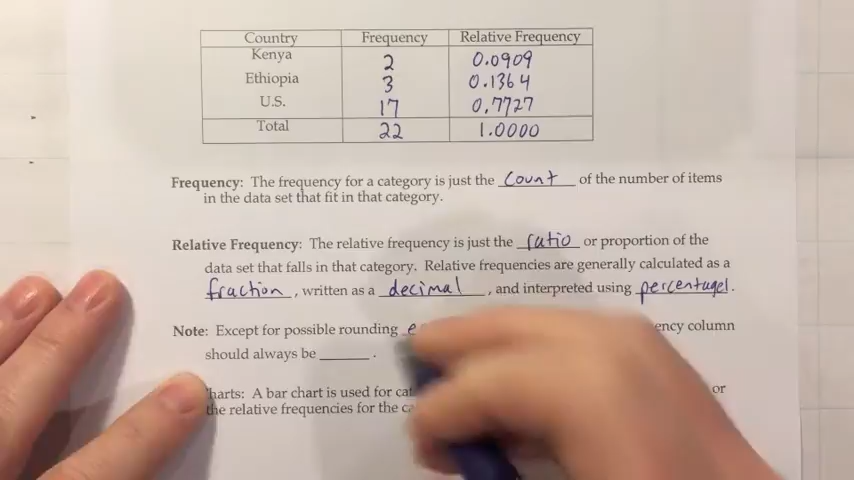 Country Frequency Relative Frequency
Kenya 2 0.0909
Ethiopia 3 0.1364
U.S. 17 0.7727
Total 22 1.0000
Frequency: The frequency for a category is just the count of the number of items
in the data set that fit in that category.
Relative Frequency: The relative frequency is just the ratio or proportion of the
data set that falls in that category. Relative frequencies are generally calculated as a
fraction, written as a decimal, and interpreted using percentages.
Note: Except for possible rounding e ency column
should always be ______.
harts: A bar chart is used for cat or
the relative frequencies for the ca